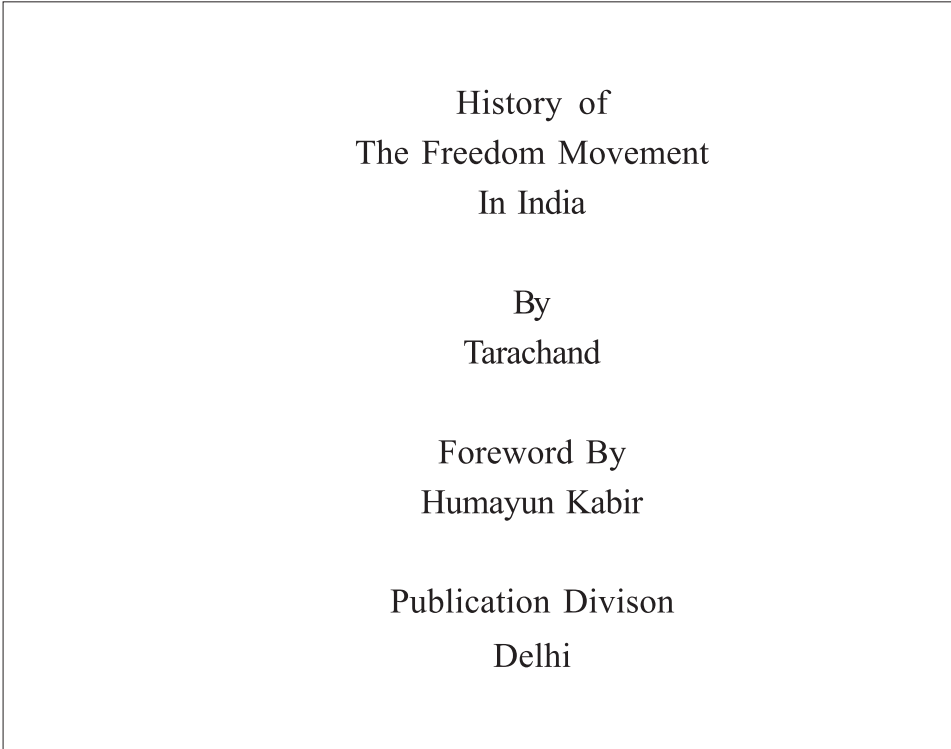 History of
The Freedom Movement
In India
By
Tarachand
Foreword By
Humayun Kabir
Publication Divison
Delhi